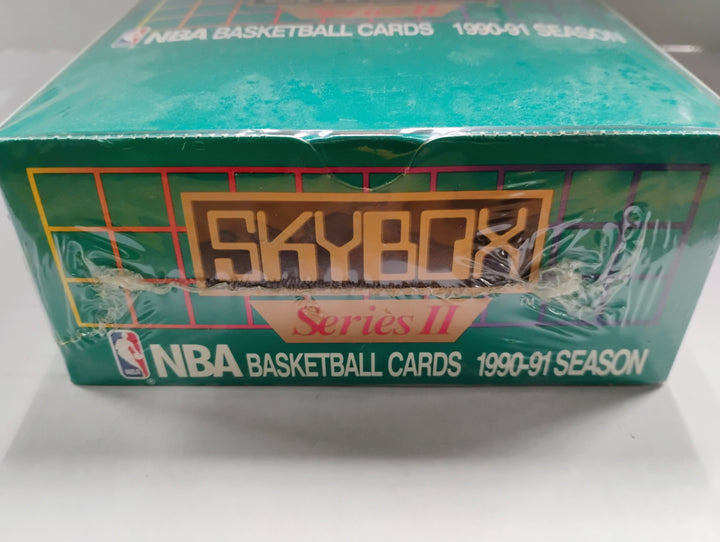 NBA BASKETBALL CARDS 1990-91 SEASON
SKYBOX
Series II
NBA BASKETBALL CARDS 1990-91 SEASON